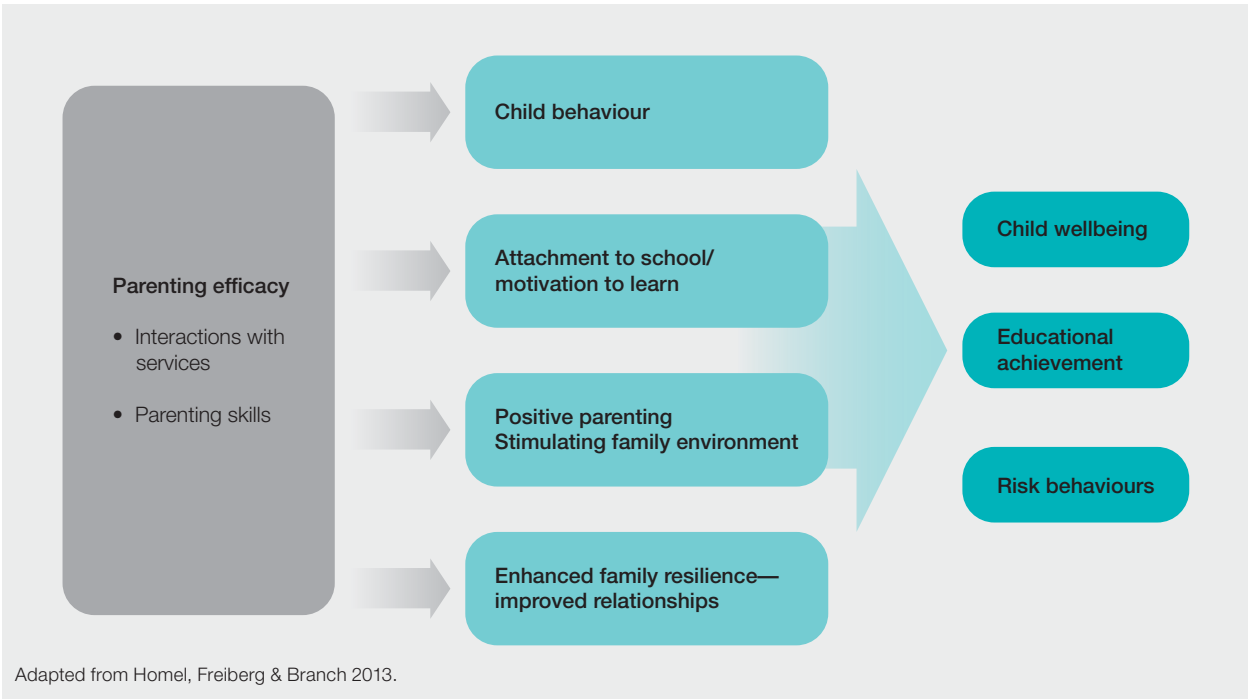 Parenting efficacy
• Interactions with
services
• Parenting skills
Child behaviour
Attachment to school/
motivation to learn
Positive parenting
Stimulating family environment
Enhanced family resilience—
improved relationships
Child wellbeing
Educational
achievement
Risk behaviours
Adapted from Homel, Freiberg & Branch 2013.